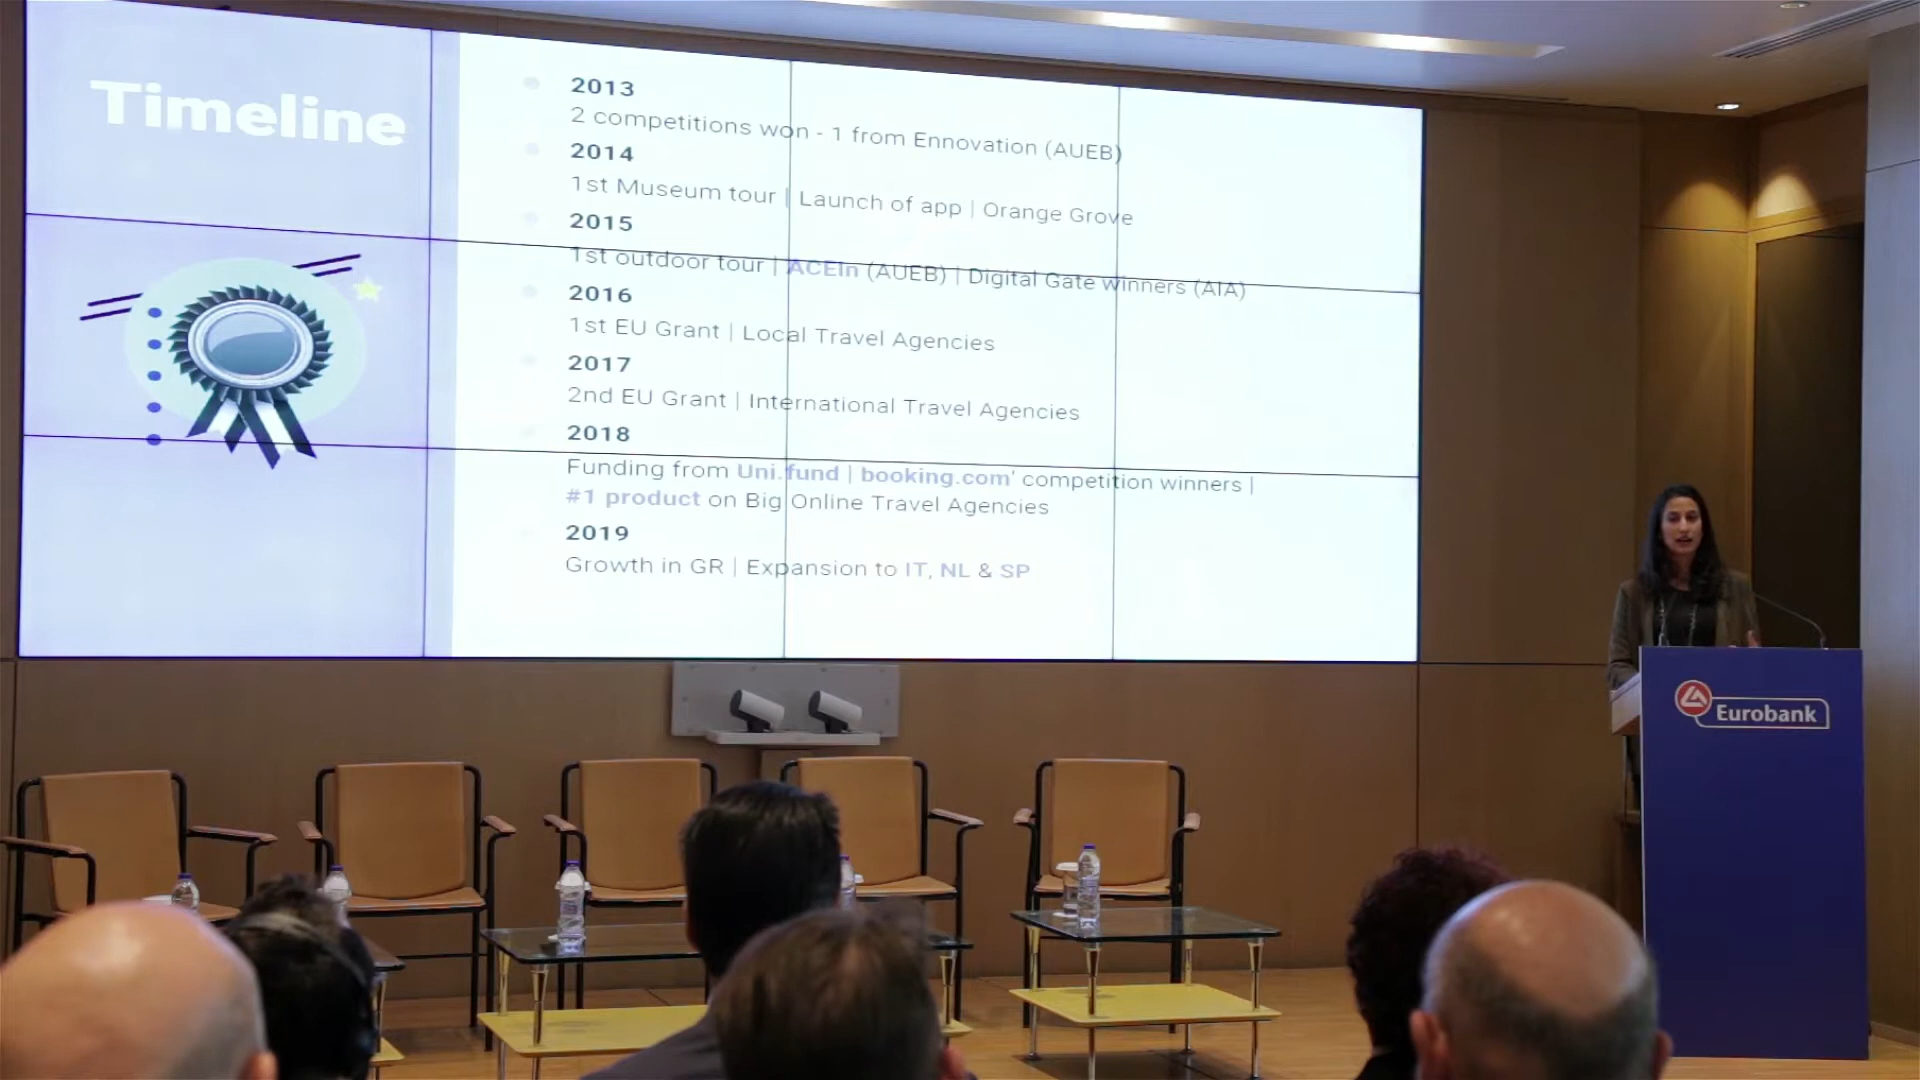 Timeline
2013
2 competitions won - 1 from Ennovation (AUEB)
2014
1st Museum tour | Launch of app | Orange Grove
2015
1st outdoor tour | ACEin (AUEB) | Digital Gate winners (AIA)
2016
1st EU Grant | Local Travel Agencies
2017
2nd EU Grant | International Travel Agencies
2018
Funding from Uni.fund | booking.com' competition winners |
#1 product on Big Online Travel Agencies
2019
Growth in GR | Expansion to IT, NL & SP
Eurobank